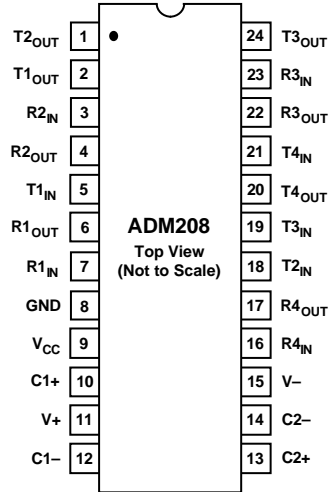 T2OUT 1 24 T3OUT
T1OUT 2 23 R3IN
R2IN 3 22 R3OUT
R2OUT 4 21 T4IN
T1IN 5 20 T4OUT
R1OUT 6 ADM208 19 T3IN
Top View
R1IN 7 (Not to Scale) 18 T2IN
GND 8 17 R4OUT
VCC 9 16 R4IN
C1+ 10 15 V–
V+ 11 14 C2–
C1– 12 13 C2+